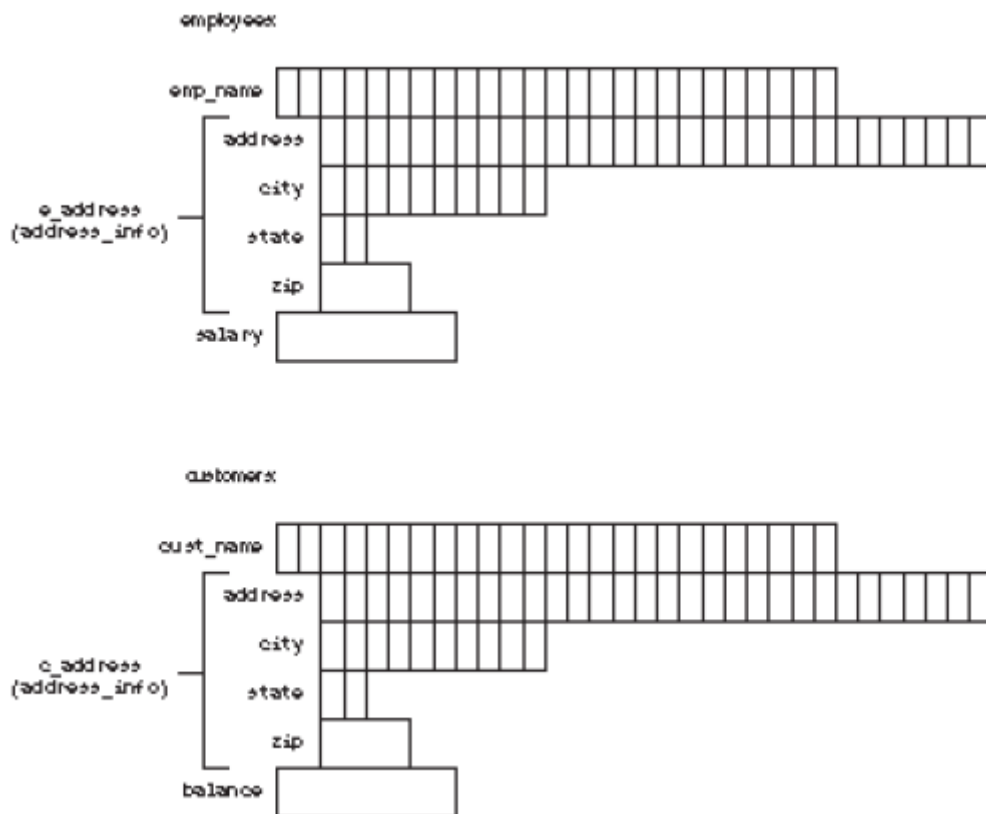 employees
emp_name
address
city
e_address
(address_info)
state
zip
salary
customers
cust_name
address
city
c_address
(address_info)
state
zip
balance